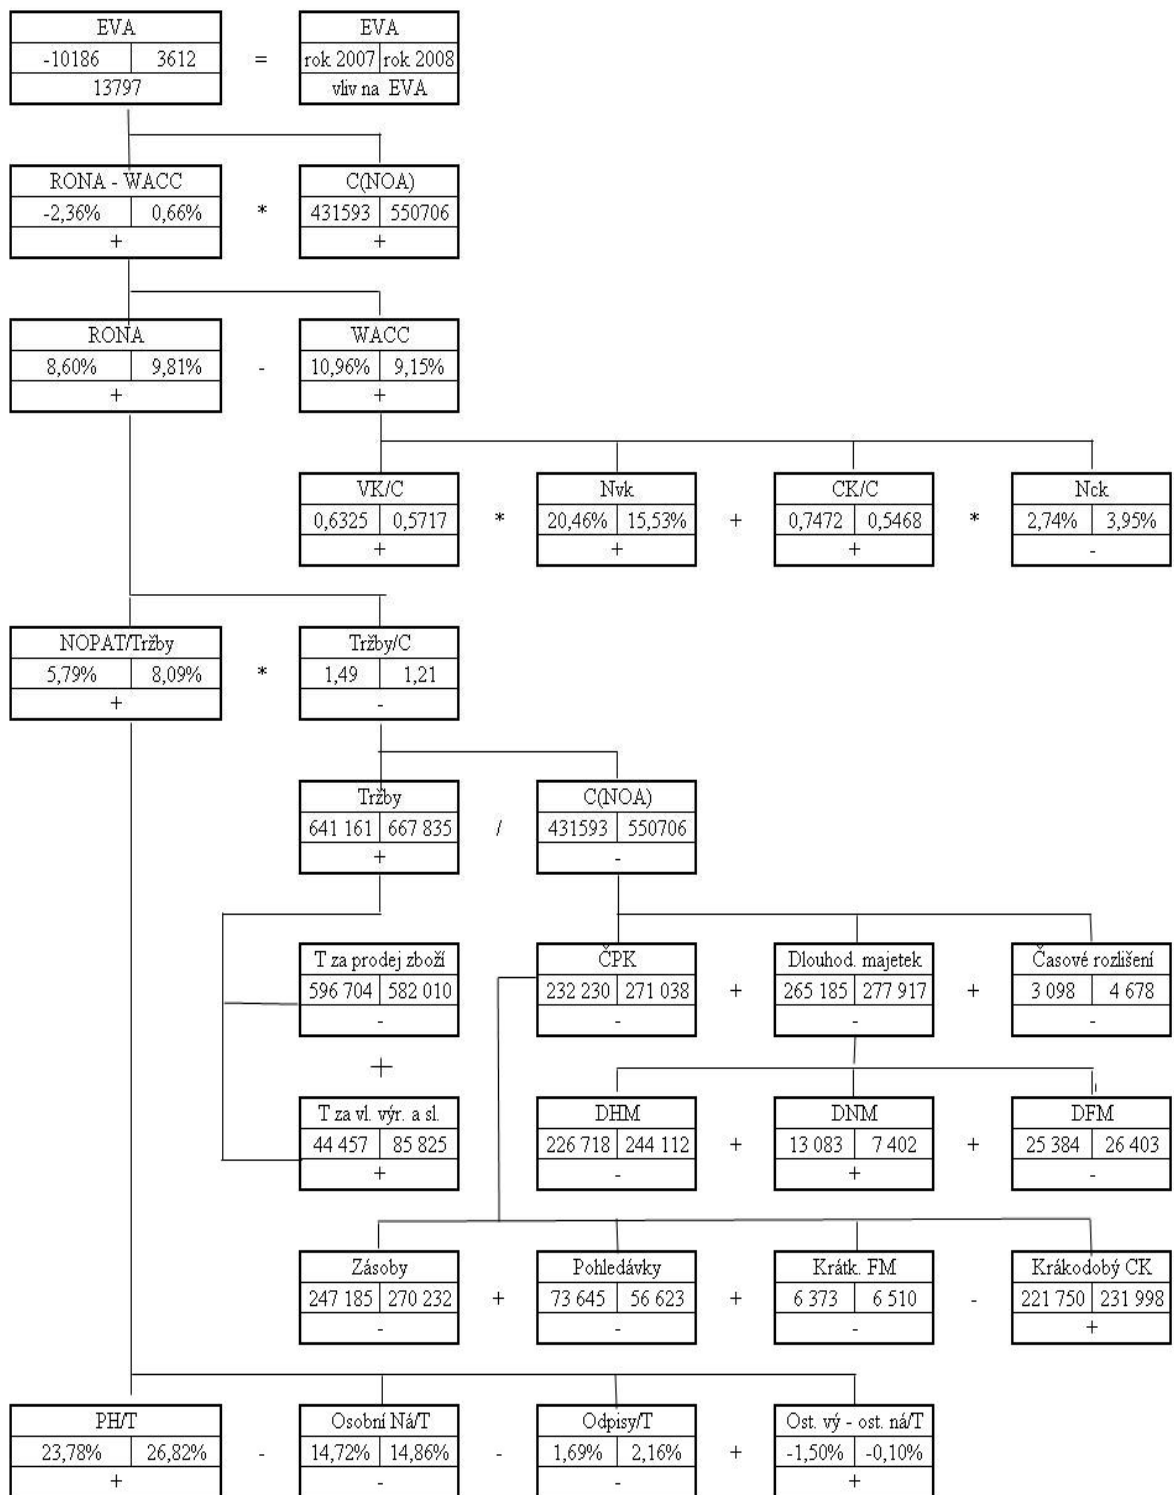 EVA EVA
-10186 3612 = rok 2007 rok 2008
13797 vliv na EVA
RONA - WACC C(NOA)
-2,36% 0,66% * 431593 550706
+ +
RONA WACC
8,60% 9,81% - 10,96% 9,15%
+ +
VK/C Nvk CK/C Nck
0,6325 0,5717 * 20,46% 15,53% + 0,7472 0,5468 * 2,74% 3,95%
+ + + -
NOPAT/Tržby Tržby/C
5,79% 8,09% * 1,49 1,21
+ -
Tržby C(NOA)
641 161 667 835 / 431593 550706
+ -
T za prodej zboží ČPK Dlouhod. majetek Časové rozlišení
596 704 582 010 232 230 271 038 + 265 185 277 917 + 3 098 4 678
- - - -
+
T za vl. výr. a sl. DHM DNM DFM
44 457 85 825 226 718 244 112 + 13 083 7 402 + 25 384 26 403
+ - + -
Zásoby Pohledávky Krátk. FM Krákodobý CK
247 185 270 232 + 73 645 56 623 + 6 373 6 510 - 221 750 231 998
- - - +
PH/T Osobní Ná/T Odpisy/T Ost. vý - ost. ná/T
23,78% 26,82% - 14,72% 14,86% - 1,69% 2,16% + -1,50% -0,10%
+ - - +